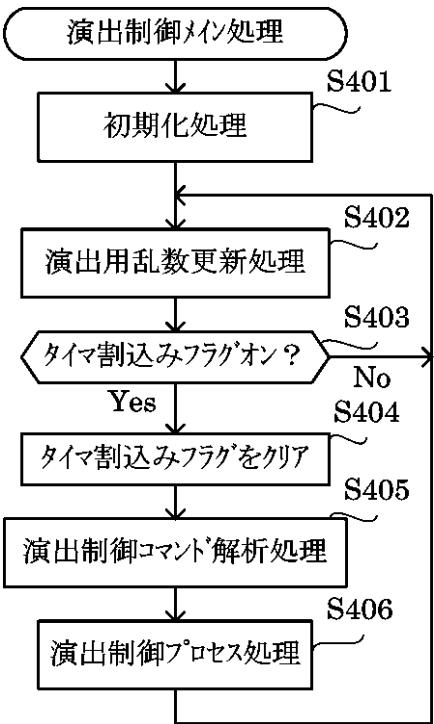 演出制御メイン処理
S401
初期化処理
S402
演出用乱数更新処理
S403
タイマ割込みフラグオン？
No
Yes
S404
タイマ割込みフラグをクリア
S405
演出制御コマンド解析処理
S406
演出制御プロセス処理